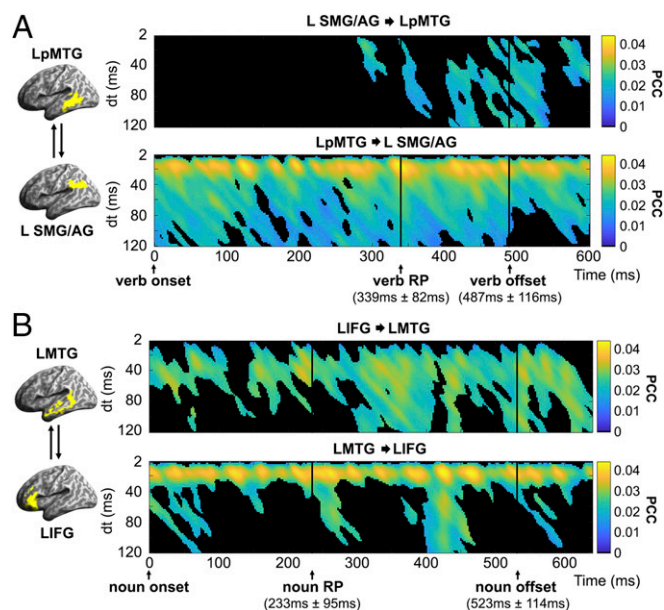 A
L SMG/AG → LpMTG
LpMTG
dt (ms)
2
40
80
120
0.04
0.03
0.02
0.01
0
PCC
LpMTG → L SMG/AG
L SMG/AG
dt (ms)
2
40
80
120
0.04
0.03
0.02
0.01
0
PCC
0 100 200 300 400 500 600 Time (ms)
verb onset verb RP verb offset
(339ms ± 82ms) (487ms ± 116ms)
B
LIFG → LMTG
LMTG
dt (ms)
2
40
80
120
0.04
0.03
0.02
0.01
0
PCC
LMTG → LIFG
LIFG
dt (ms)
2
40
80
120
0.04
0.03
0.02
0.01
0
PCC
0 100 200 300 400 500 600 Time (ms)
noun onset noun RP noun offset
(233ms ± 95ms) (523ms ± 114ms)